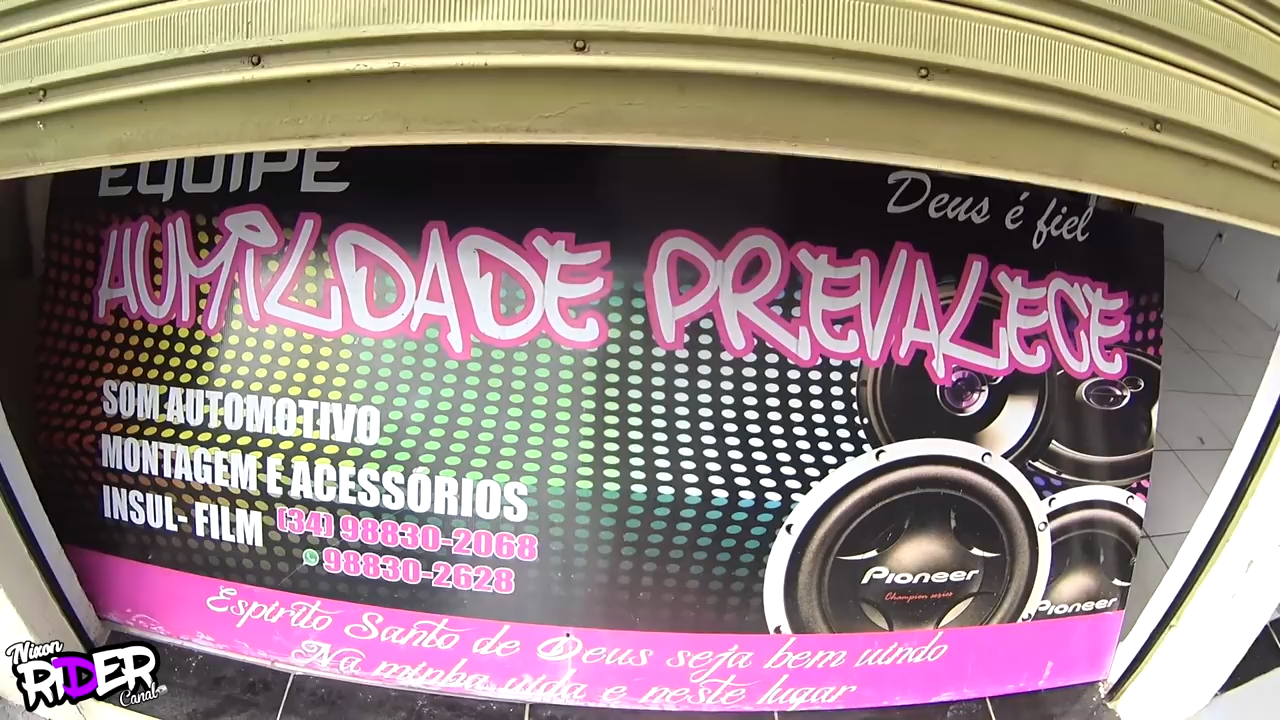 EQUIPE
Deus é fiel
HUMILDADE PREVALECE
SOM AUTOMOTIVO
MONTAGEM E ACESSÓRIOS
INSUL- FILM
(34) 98830-2068
98830-2628
Pioneer
Champion series
Pioneer
Espirito Santo de Deus seja bem vindo
Na minha vida e neste lugar
Nixon
RIDER
Canal